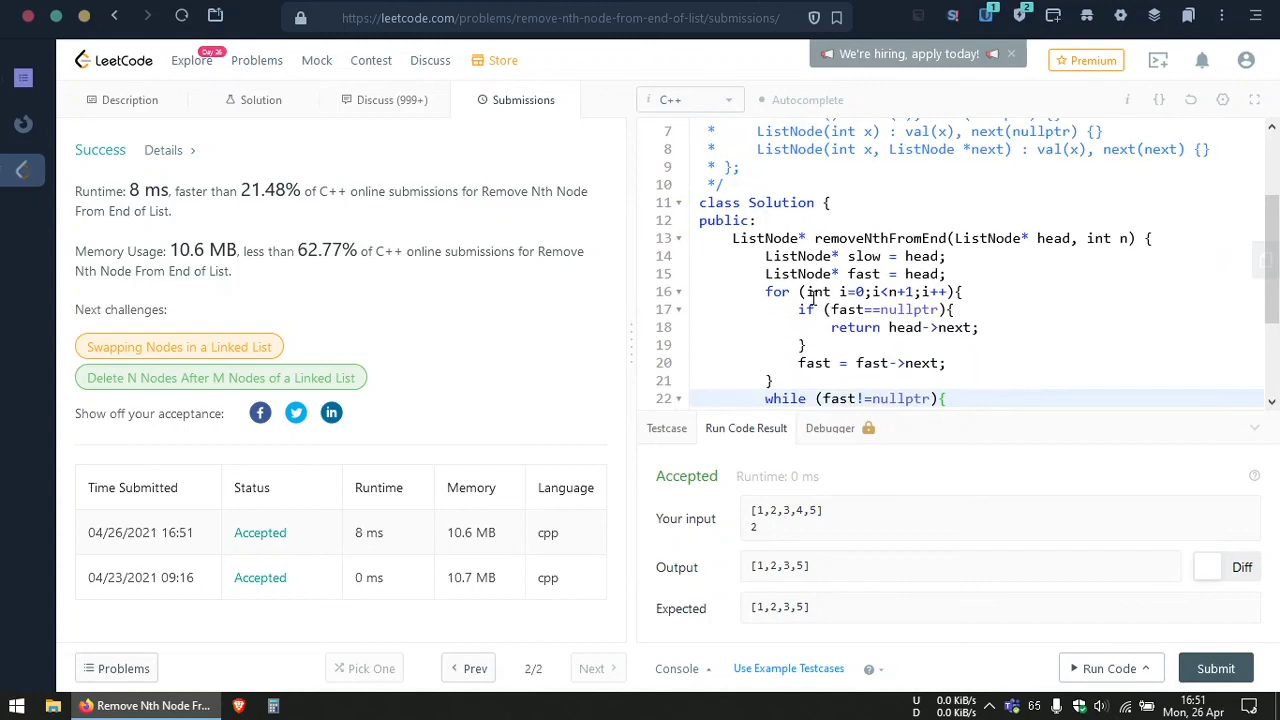 https://leetcode.com/problems/remove-nth-node-from-end-of-list/submissions/
LeetCode
Explore
Day 26
Problems
Mock
Contest
Discuss
Store
We're hiring, apply today!
Premium
Description
Solution
Discuss (999+)
Submissions
i C++
Autocomplete
Success
Details >
Runtime: 8 ms, faster than 21.48% of C++ online submissions for Remove Nth Node
From End of List.
Memory Usage: 10.6 MB, less than 62.77% of C++ online submissions for Remove
Nth Node From End of List.
Next challenges:
Swapping Nodes in a Linked List
Delete N Nodes After M Nodes of a Linked List
Show off your acceptance:
Time Submitted Status Runtime Memory Language
04/26/2021 16:51 Accepted 8 ms 10.6 MB cpp
04/23/2021 09:16 Accepted 0 ms 10.7 MB cpp
Problems
Pick One
< Prev
2/2
Next >
7 * ListNode(int x) : val(x), next(nullptr) {}
8 * ListNode(int x, ListNode *next) : val(x), next(next) {}
9 * };
10 */
11 class Solution {
12 public:
13 ListNode* removeNthFromEnd(ListNode* head, int n) {
14 ListNode* slow = head;
15 ListNode* fast = head;
16 for (int i=0;i<n+1;i++){
17 if (fast==nullptr){
18 return head->next;
19 }
20 fast = fast->next;
21 }
22 while (fast!=nullptr){
Testcase
Run Code Result
Debugger
Accepted
Runtime: 0 ms
Your input
[1,2,3,4,5]
2
Output
[1,2,3,5]
Diff
Expected
[1,2,3,5]
Console
Use Example Testcases
Run Code
Submit
Remove Nth Node Fr...
U 0.0 KiB/s
D 0.0 KiB/s
65
16:51
Mon, 26 Apr